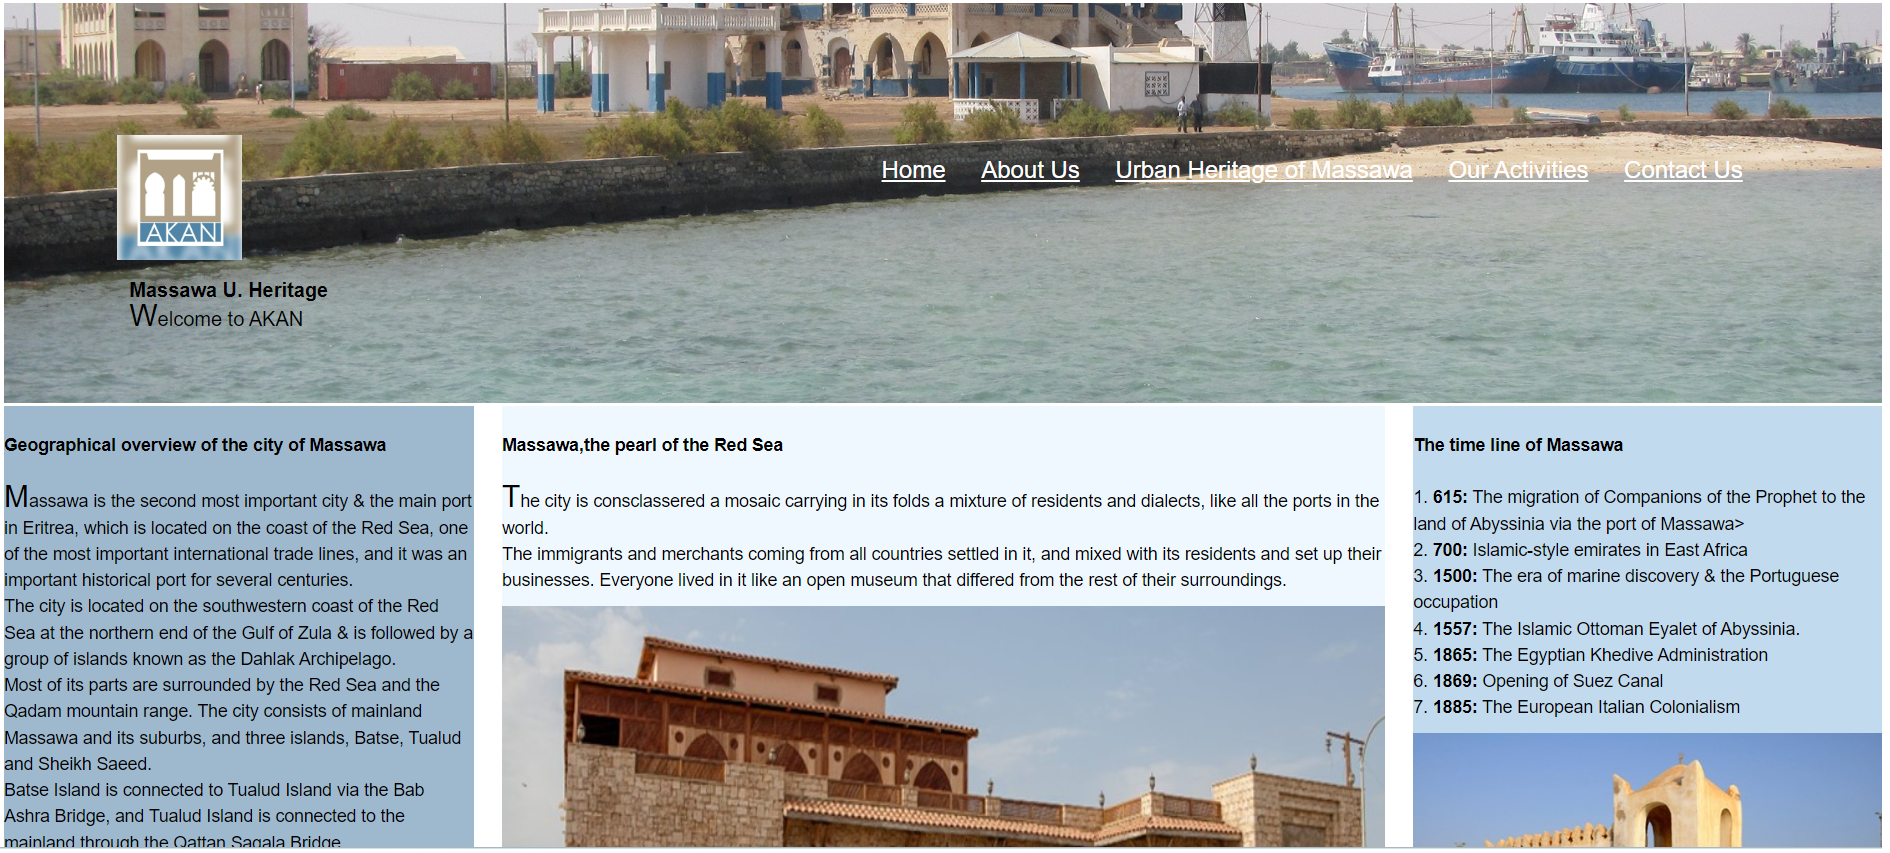 Home About Us Urban Heritage of Massawa Our Activities Contact Us
AKAN
Massawa U. Heritage
Welcome to AKAN
Geographical overview of the city of Massawa
Massawa is the second most important city & the main port
in Eritrea, which is located on the coast of the Red Sea, one
of the most important international trade lines, and it was an
important historical port for several centuries.
The city is located on the southwestern coast of the Red
Sea at the northern end of the Gulf of Zula & is followed by a
group of islands known as the Dahlak Archipelago.
Most of its parts are surrounded by the Red Sea and the
Qadam mountain range. The city consists of mainland
Massawa and its suburbs, and three islands, Batse, Tualud
and Sheikh Saeed.
Batse Island is connected to Tualud Island via the Bab
Ashra Bridge, and Tualud Island is connected to the
mainland through the Qattan Sagala Bridge
Massawa,the pearl of the Red Sea
The city is consclassered a mosaic carrying in its folds a mixture of residents and dialects, like all the ports in the
world.
The immigrants and merchants coming from all countries settled in it, and mixed with its residents and set up their
businesses. Everyone lived in it like an open museum that differed from the rest of their surroundings.
The time line of Massawa
1. 615: The migration of Companions of the Prophet to the
land of Abyssinia via the port of Massawa>
2. 700: Islamic-style emirates in East Africa
3. 1500: The era of marine discovery & the Portuguese
occupation
4. 1557: The Islamic Ottoman Eyalet of Abyssinia.
5. 1865: The Egyptian Khedive Administration
6. 1869: Opening of Suez Canal
7. 1885: The European Italian Colonialism